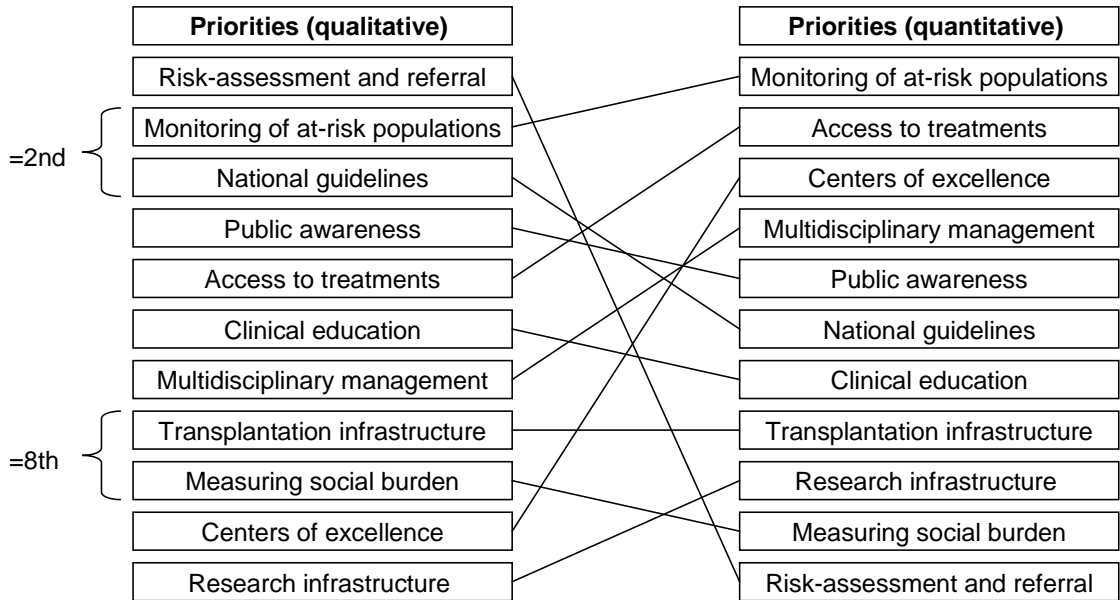 Priorities (qualitative)
Priorities (quantitative)
Risk-assessment and referral
Monitoring of at-risk populations
Monitoring of at-risk populations
Access to treatments
=2nd
National guidelines
Centers of excellence
Public awareness
Multidisciplinary management
Access to treatments
Public awareness
Clinical education
National guidelines
Multidisciplinary management
Clinical education
Transplantation infrastructure
Transplantation infrastructure
=8th
Measuring social burden
Research infrastructure
Centers of excellence
Measuring social burden
Research infrastructure
Risk-assessment and referral